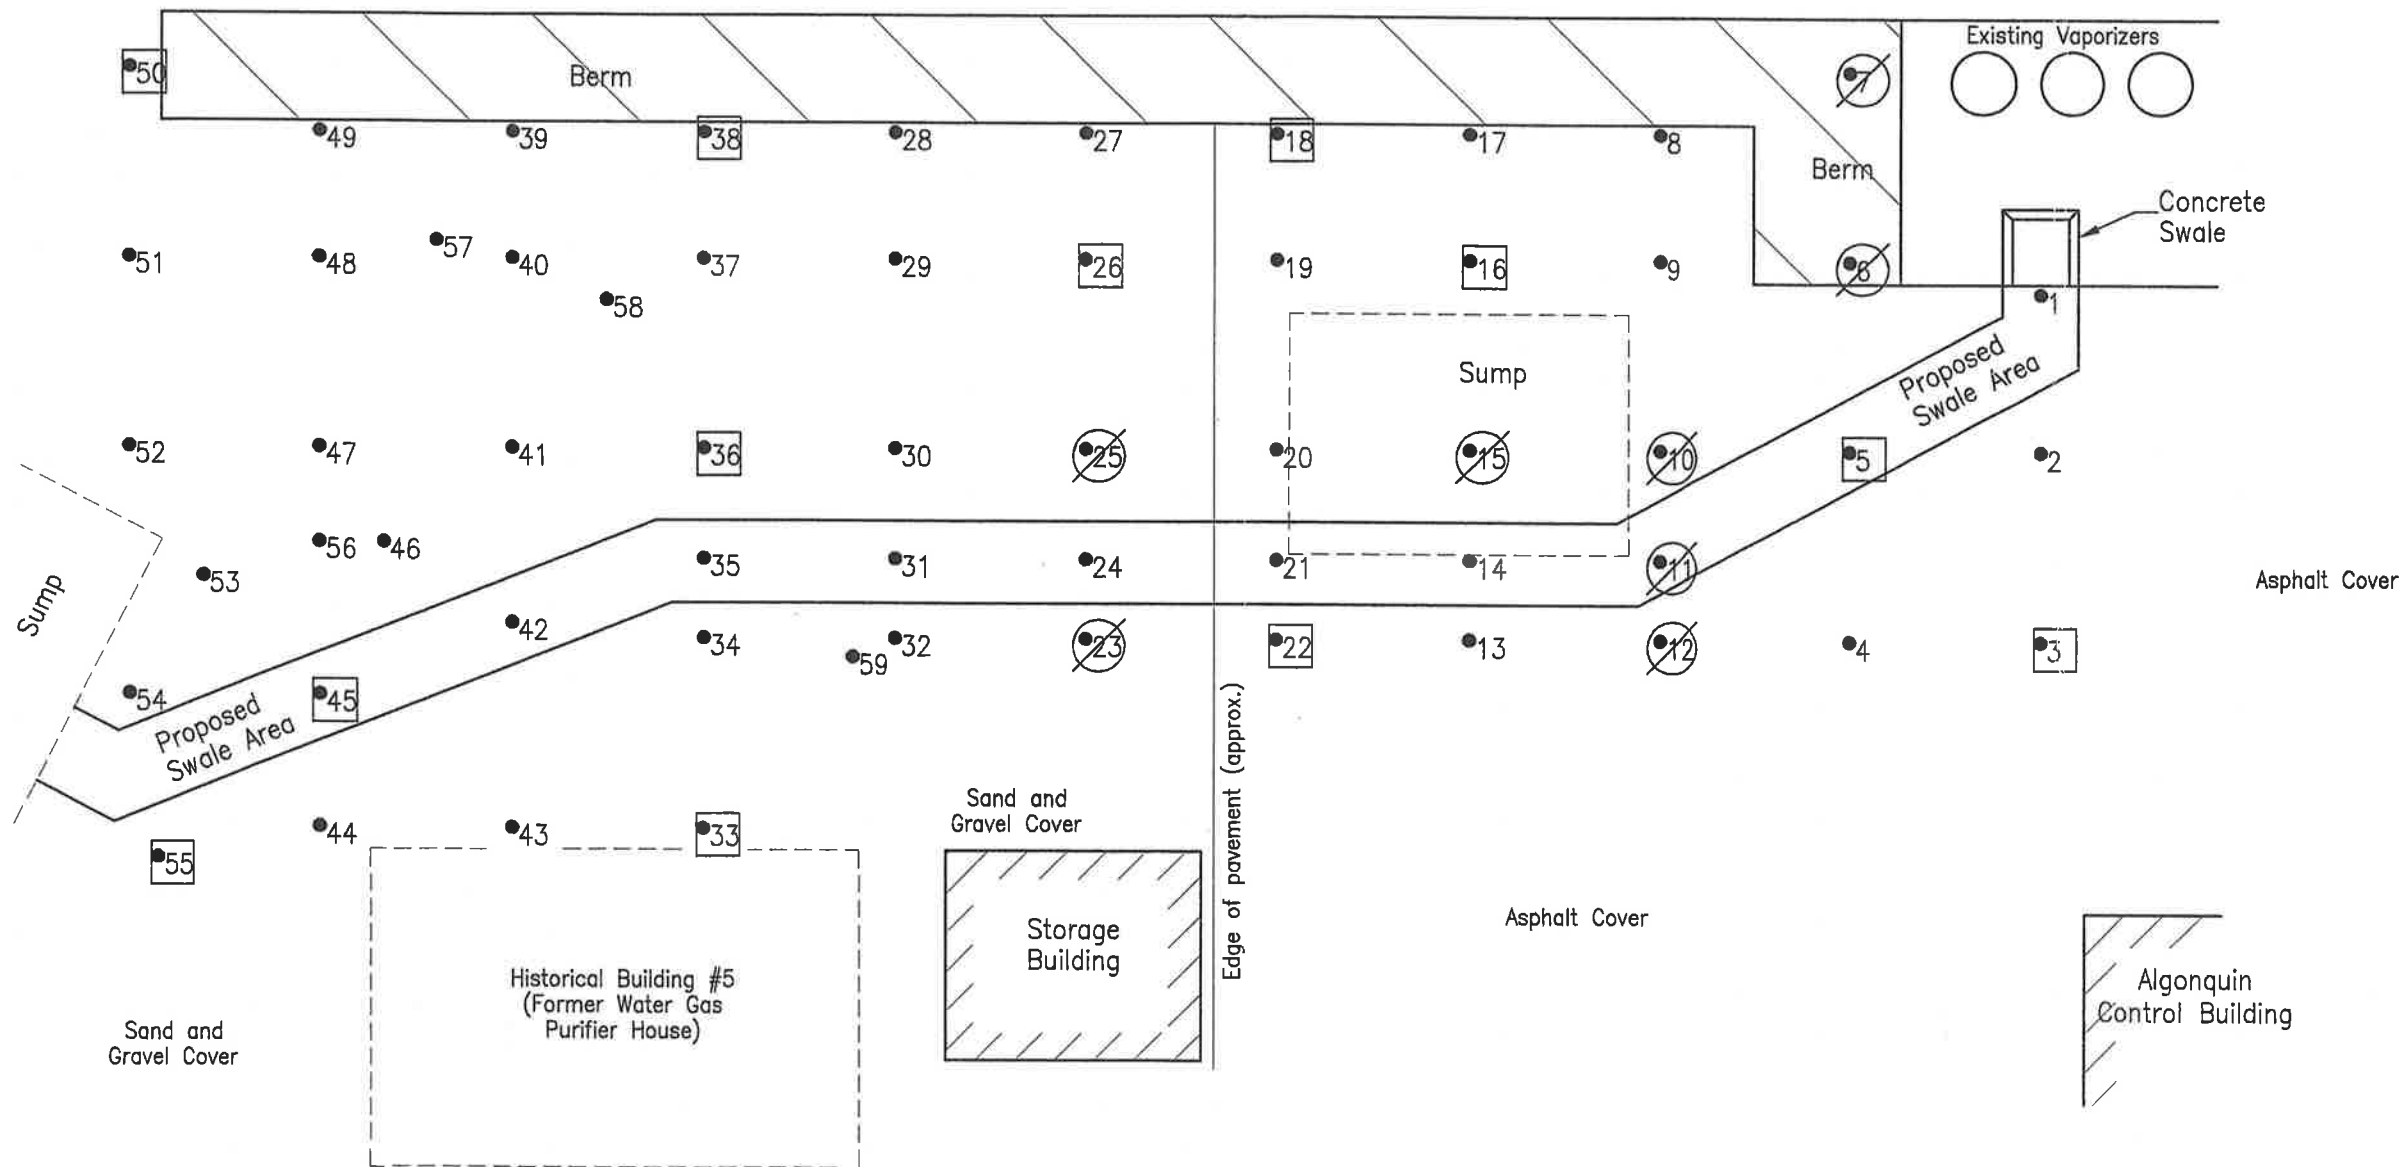 Existing Vaporizers
50
Berm
7
49
39
38
28
27
18
17
8
Berm
Concrete
Swale
51
48
57
40
37
29
26
19
16
9
6
58
1
Sump
Proposed
Swale Area
52
47
41
36
30
25
20
15
10
5
2
56
46
35
31
24
21
14
11
53
Sump
Asphalt Cover
42
34
59
32
23
22
13
12
4
3
54
45
Proposed
Swale Area
Edge of pavement (approx.)
Sand and
Gravel Cover
44
43
33
55
Storage
Building
Asphalt Cover
Historical Building #5
(Former Water Gas
Purifier House)
Algonquin
Control Building
Sand and
Gravel Cover